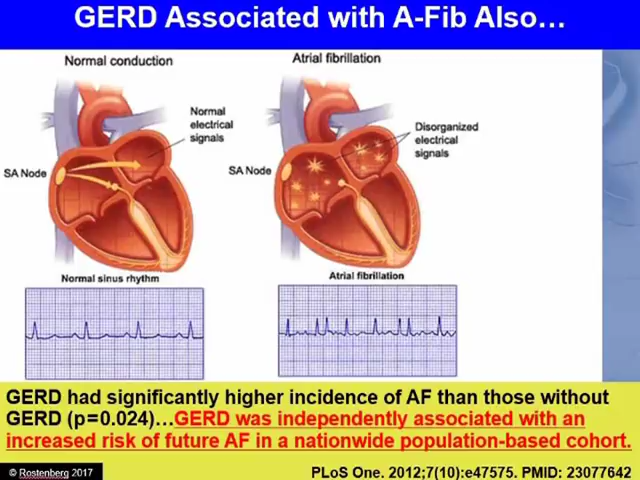 GERD Associated with A-Fib Also…
Normal conduction
Atrial fibrillation
Normal
electrical
signals
SA Node
Disorganized
electrical
signals
SA Node
Normal sinus rhythm
Atrial fibrillation
GERD had significantly higher incidence of AF than those without
GERD (p=0.024)…GERD was independently associated with an
increased risk of future AF in a nationwide population-based cohort.
© Rostenberg 2017
PLoS One. 2012;7(10):e47575. PMID: 23077642